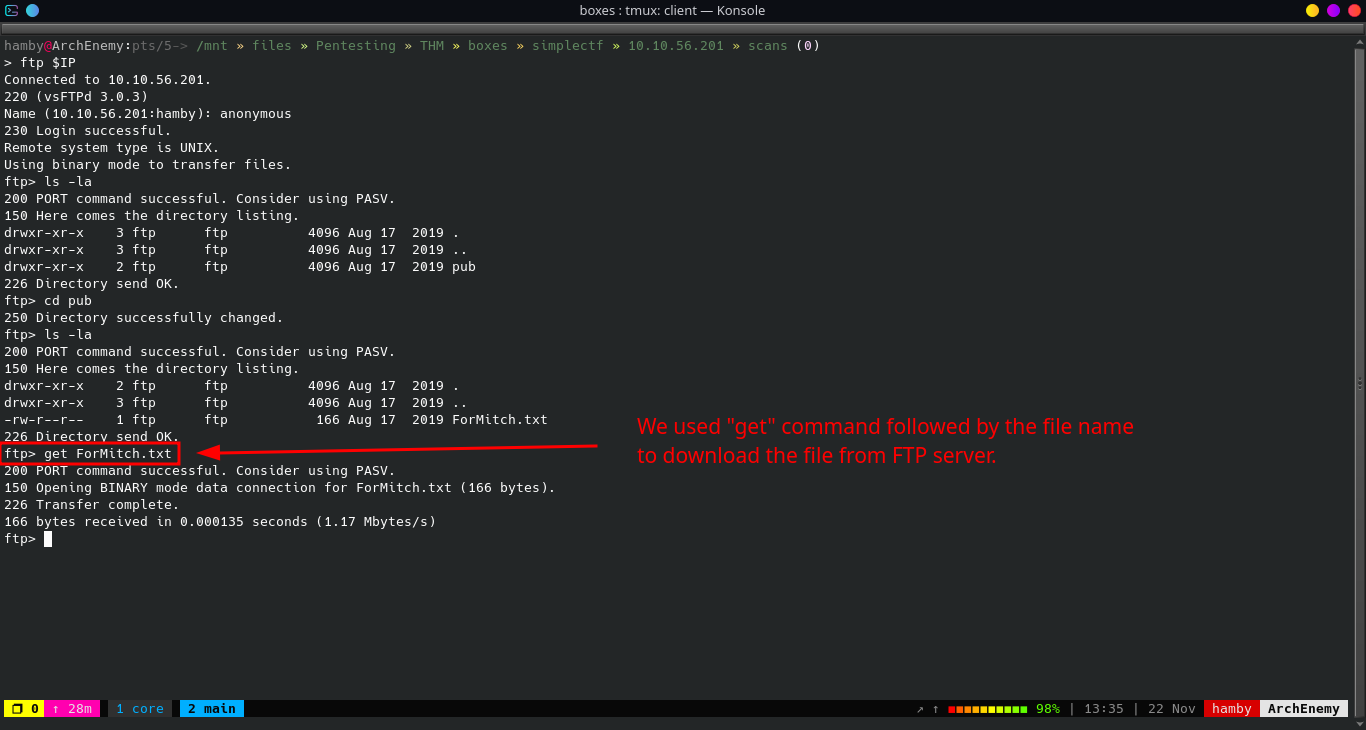 boxes : tmux: client — Konsole
hamby@ArchEnemy:pts/5-> /mnt » files » Pentesting » THM » boxes » simplectf » 10.10.56.201 » scans (0)
> ftp $IP
Connected to 10.10.56.201.
220 (vsFTPd 3.0.3)
Name (10.10.56.201:hamby): anonymous
230 Login successful.
Remote system type is UNIX.
Using binary mode to transfer files.
ftp> ls -la
200 PORT command successful. Consider using PASV.
150 Here comes the directory listing.
drwxr-xr-x    3 ftp      ftp          4096 Aug 17  2019 .
drwxr-xr-x    3 ftp      ftp          4096 Aug 17  2019 ..
drwxr-xr-x    2 ftp      ftp          4096 Aug 17  2019 pub
226 Directory send OK.
ftp> cd pub
250 Directory successfully changed.
ftp> ls -la
200 PORT command successful. Consider using PASV.
150 Here comes the directory listing.
drwxr-xr-x    2 ftp      ftp          4096 Aug 17  2019 .
drwxr-xr-x    3 ftp      ftp          4096 Aug 17  2019 ..
-rw-r--r--    1 ftp      ftp           166 Aug 17  2019 ForMitch.txt
226 Directory send OK.
ftp> get ForMitch.txt
200 PORT command successful. Consider using PASV.
150 Opening BINARY mode data connection for ForMitch.txt (166 bytes).
226 Transfer complete.
166 bytes received in 0.000135 seconds (1.17 Mbytes/s)
ftp>
We used "get" command followed by the file name
to download the file from FTP server.
❐ 0 ↑ 28m 1 core 2 main ↗ ↑ 98% | 13:35 | 22 Nov hamby ArchEnemy